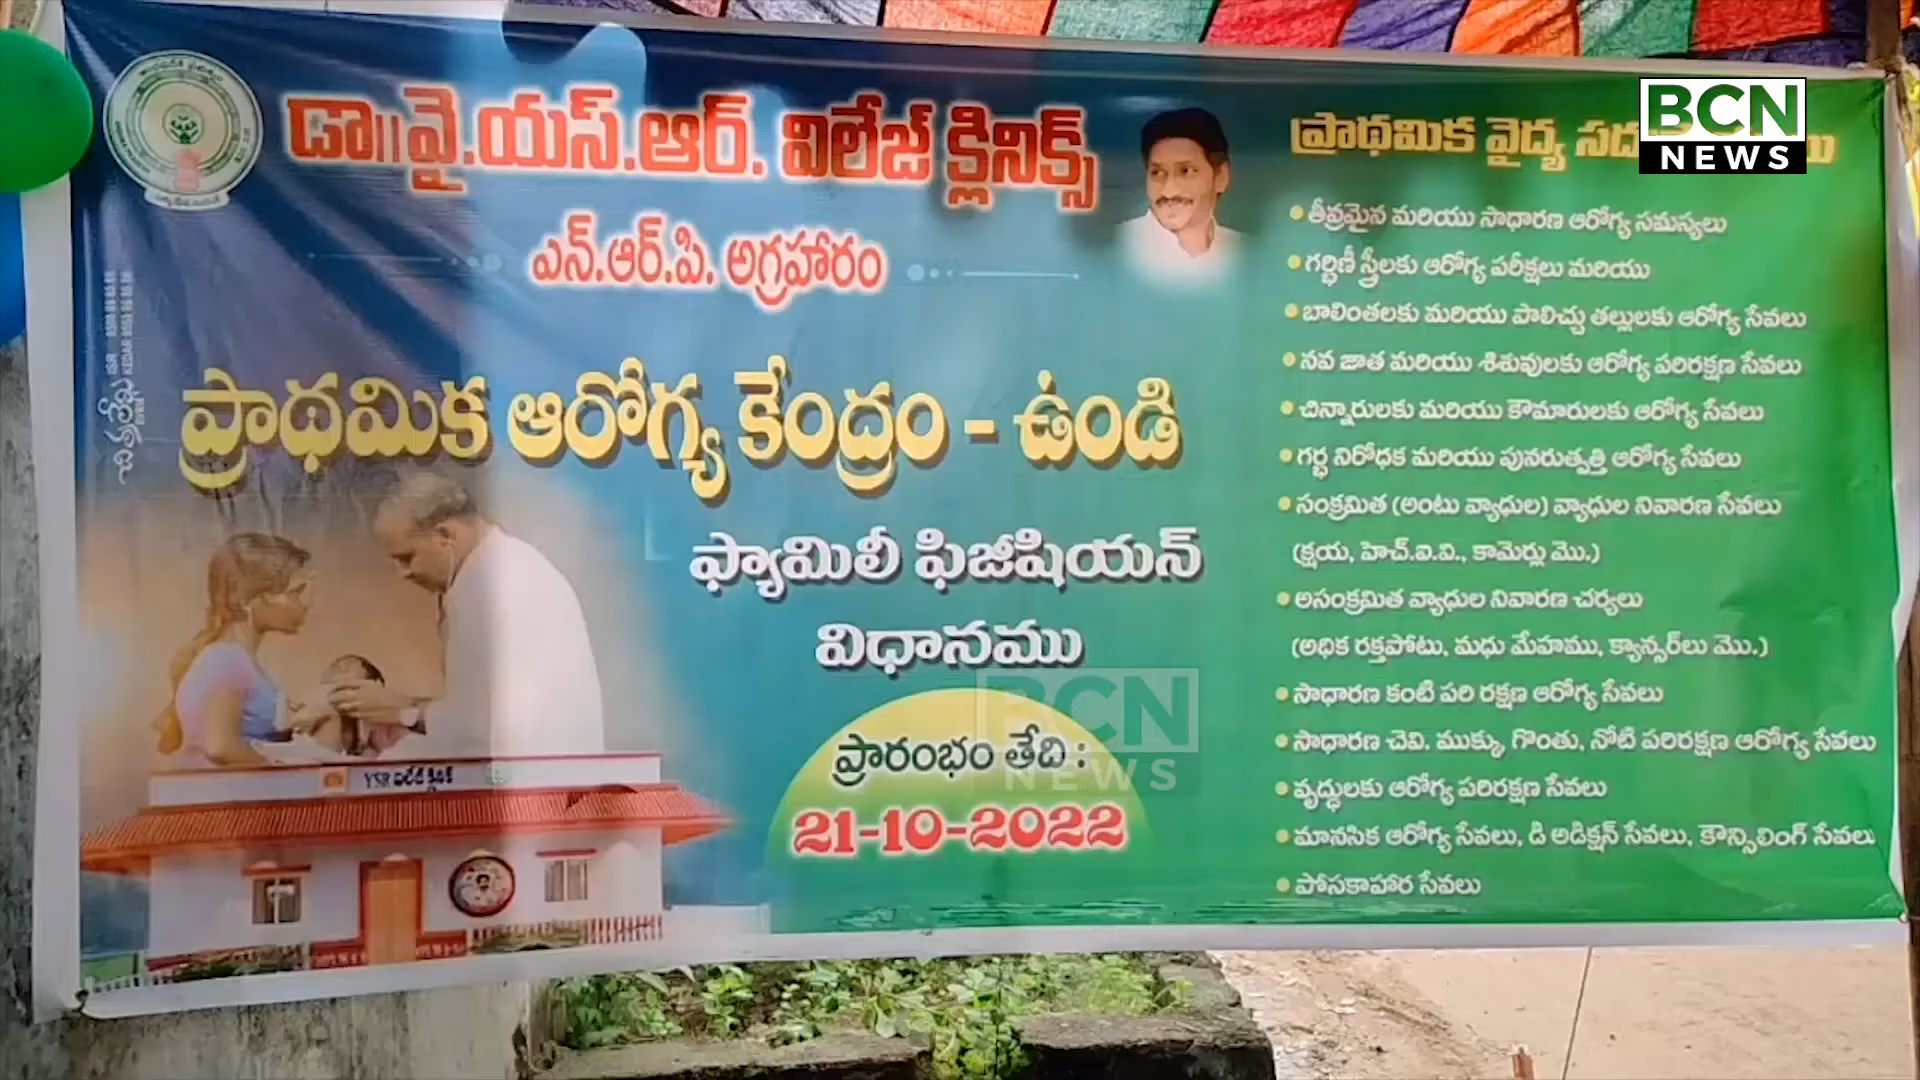 డా॥వై.యస్.ఆర్. విలేజ్ క్లినిక్స్
ఎన్.ఆర్.పి. అగ్రహారం
ప్రాథమిక ఆరోగ్య కేంద్రం - ఉండి
ఫ్యామిలీ ఫిజీషియన్
విధానము
ప్రారంభం తేది :
21-10-2022
YSR విలేజ్ క్లినిక్
ప్రాథమిక వైద్య
• తీవ్రమైన మరియు సాధారణ ఆరోగ్య సమస్యలు
• గర్భిణీ స్త్రీలకు ఆరోగ్య పరీక్షలు మరియు
• బాలింతలకు మరియు పాలిచ్చు తల్లులకు ఆరోగ్య సేవలు
• నవ జాత మరియు శిశువులకు ఆరోగ్య పరిరక్షణ సేవలు
• చిన్నారులకు మరియు కౌమారులకు ఆరోగ్య సేవలు
• గర్భ నిరోధక మరియు పునరుత్పత్తి ఆరోగ్య సేవలు
• సంక్రమిత (అంటు వ్యాధుల) వ్యాధుల నివారణ సేవలు
(క్షయ, హెచ్.ఐ.వి., కామెర్లు మొ.)
• అసంక్రమిత వ్యాధుల నివారణ చర్యలు
(అధిక రక్తపోటు, మధు మేహము, క్యాన్సర్‌లు మొ.)
• సాధారణ కంటి పరి రక్షణ ఆరోగ్య సేవలు
• సాధారణ చెవి, ముక్కు, గొంతు, నోటి పరిరక్షణ ఆరోగ్య సేవలు
• వృద్ధులకు ఆరోగ్య పరిరక్షణ సేవలు
• మానసిక ఆరోగ్య సేవలు, డి అడిక్షన్ సేవలు, కౌన్సిలింగ్ సేవలు
• పోసకాహార సేవలు
BCN
NEWS
BCN
NEWS